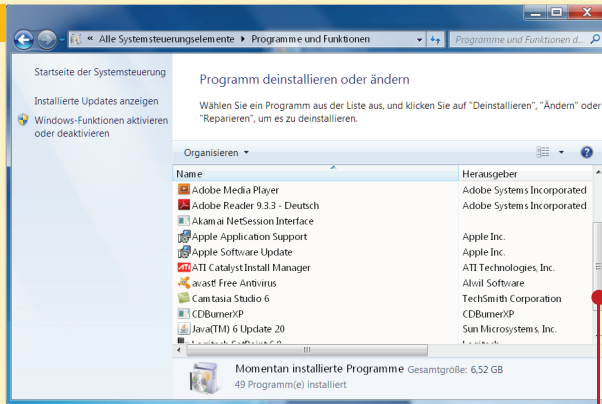 « Alle Systemsteuerungselemente ▸ Programme und Funktionen
Programme und Funktionen d...
Startseite der Systemsteuerung
Installierte Updates anzeigen
Windows-Funktionen aktivieren
oder deaktivieren
Programm deinstallieren oder ändern
Wählen Sie ein Programm aus der Liste aus, und klicken Sie auf "Deinstallieren", "Ändern" oder
"Reparieren", um es zu deinstallieren.
Organisieren
Name Herausgeber
Adobe Media Player Adobe Systems Incorporated
Adobe Reader 9.3.3 - Deutsch Adobe Systems Incorporated
Akamai NetSession Interface
Apple Application Support Apple Inc.
Apple Software Update Apple Inc.
ATI Catalyst Install Manager ATI Technologies, Inc.
avast! Free Antivirus Alwil Software
Camtasia Studio 6 TechSmith Corporation
CDBurnerXP CDBurnerXP
Java(TM) 6 Update 20 Sun Microsystems, Inc.
Momentan installierte Programme Gesamtgröße: 6,52 GB
49 Programm(e) installiert